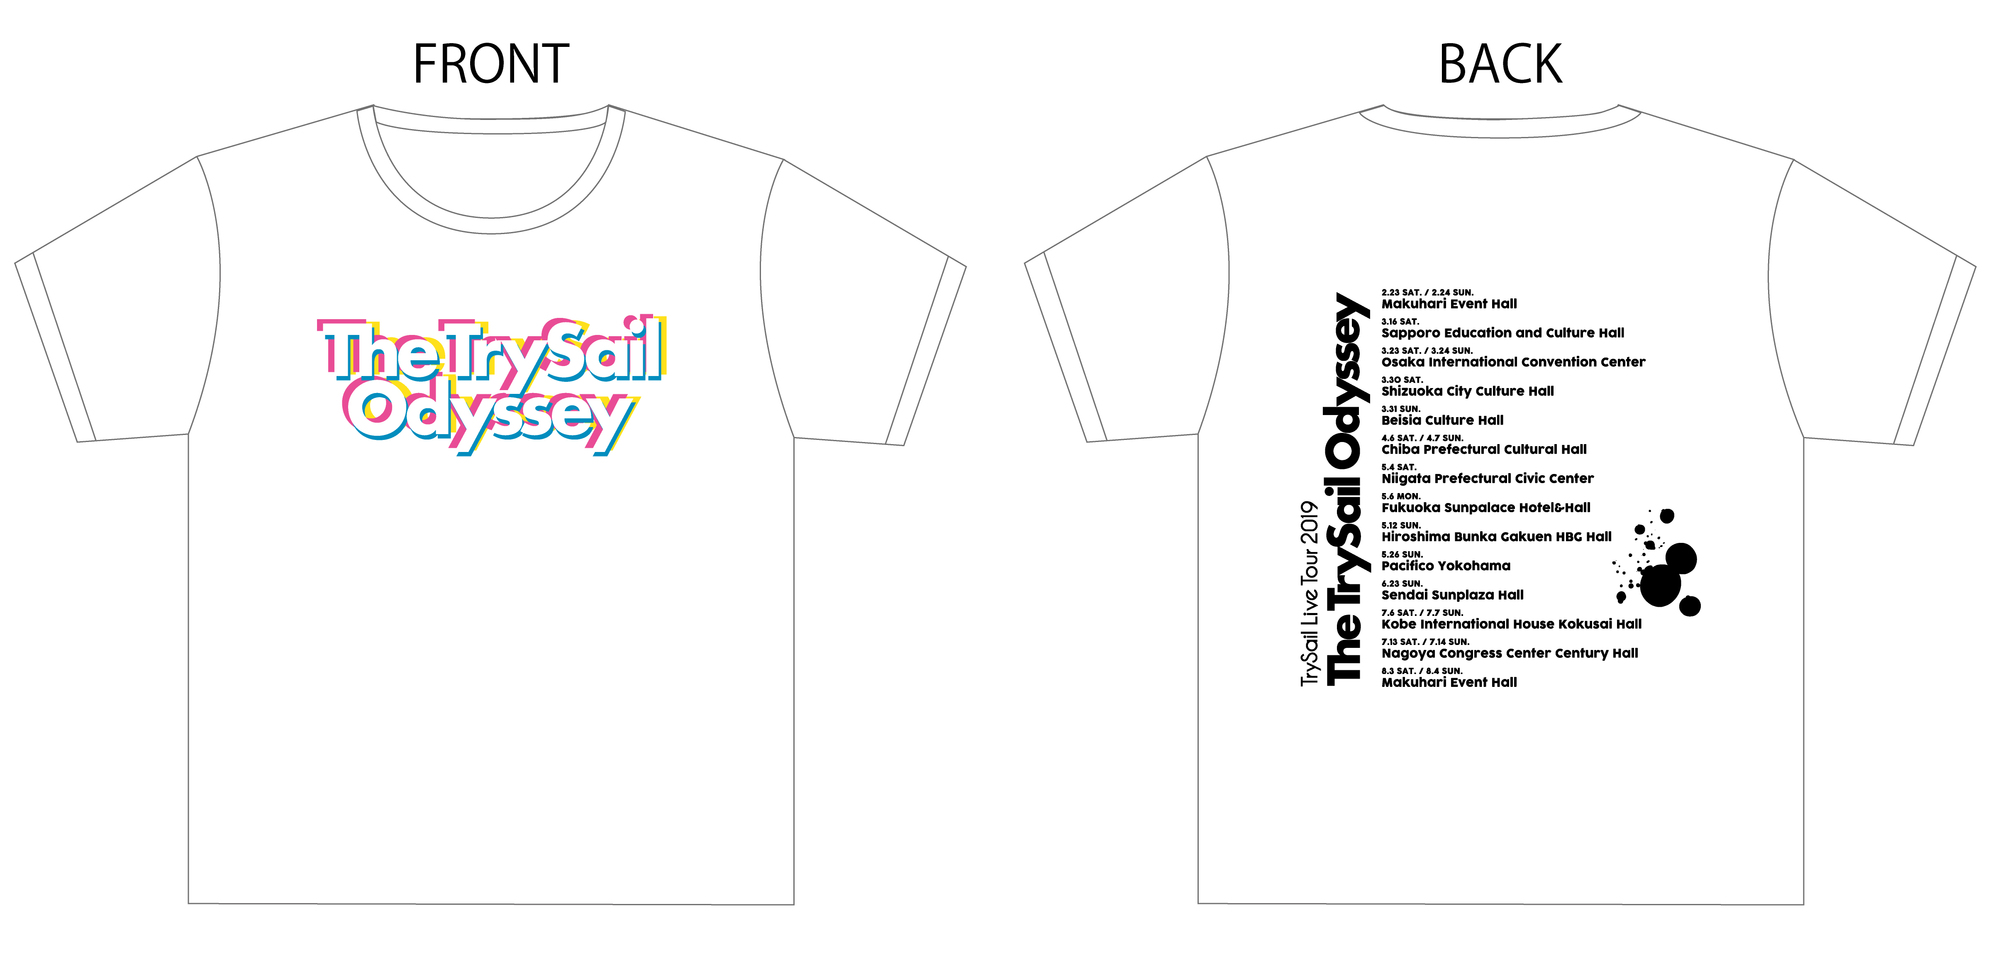 FRONT
The TrySail
Odyssey
BACK
TrySail Live Tour 2019
The TrySail Odyssey
2.23 SAT. / 2.24 SUN.
Makuhari Event Hall
3.16 SAT.
Sapporo Education and Culture Hall
3.23 SAT. / 3.24 SUN.
Osaka International Convention Center
3.30 SAT.
Shizuoka City Culture Hall
3.31 SUN.
Beisia Culture Hall
4.6 SAT. / 4.7 SUN.
Chiba Prefectural Cultural Hall
5.4 SAT.
Niigata Prefectural Civic Center
5.6 MON.
Fukuoka Sunpalace Hotel&Hall
5.12 SUN.
Hiroshima Bunka Gakuen HBG Hall
5.26 SUN.
Pacifico Yokohama
6.23 SUN.
Sendai Sunplaza Hall
7.6 SAT. / 7.7 SUN.
Kobe International House Kokusai Hall
7.13 SAT. / 7.14 SUN.
Nagoya Congress Center Century Hall
8.3 SAT. / 8.4 SUN.
Makuhari Event Hall